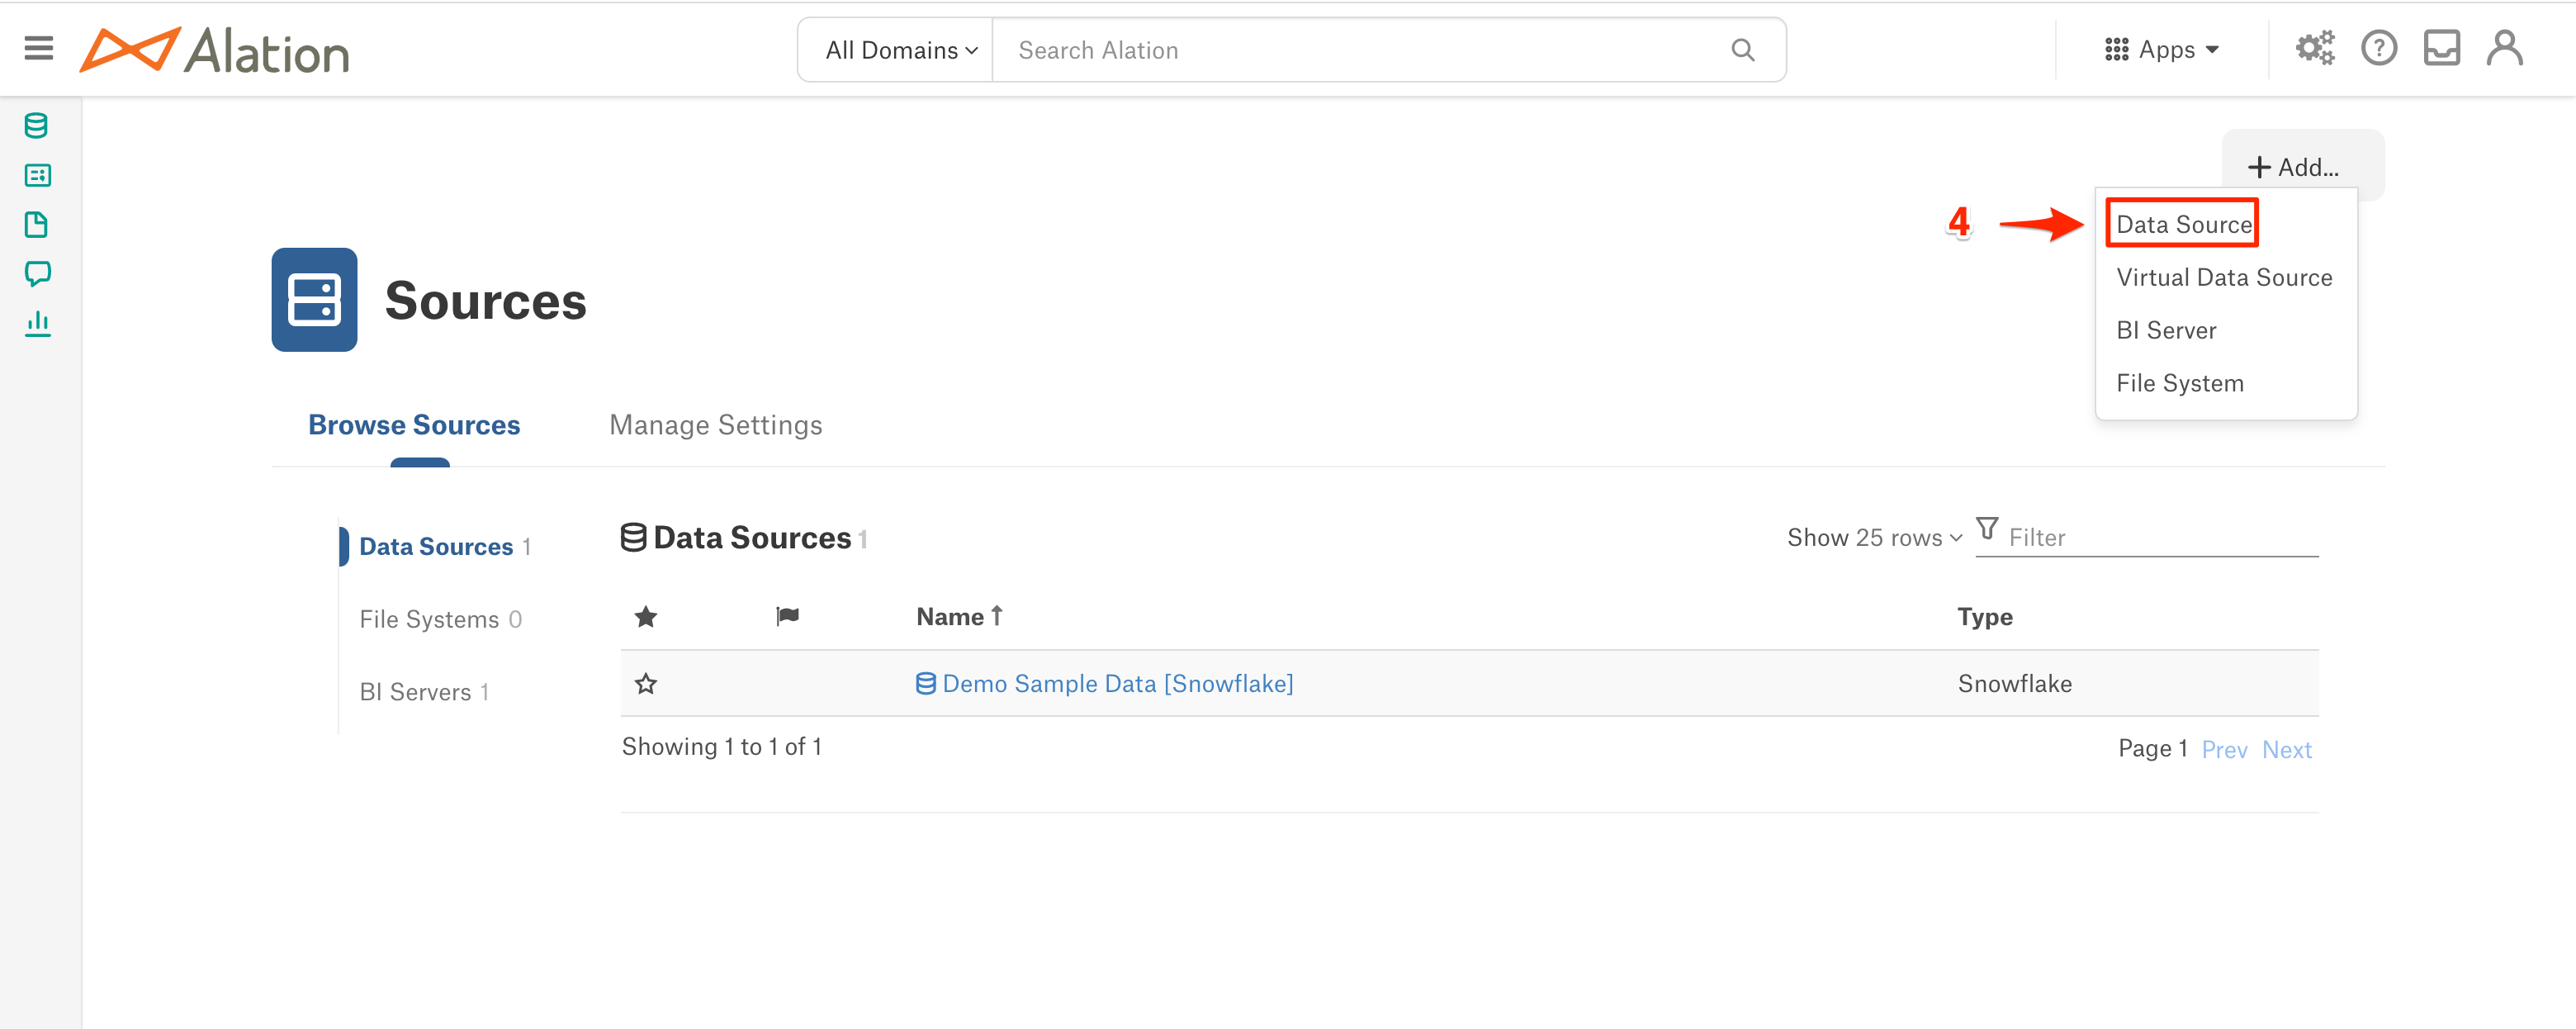 Alation
All Domains
Search Alation
Apps
?
+ Add...
4
Data Source
Virtual Data Source
BI Server
File System
Sources
Browse Sources
Manage Settings
Data Sources 1
File Systems 0
BI Servers 1
Data Sources 1
Show 25 rows
Filter
Name ↑
Type
Demo Sample Data [Snowflake]
Snowflake
Showing 1 to 1 of 1
Page 1 Prev Next